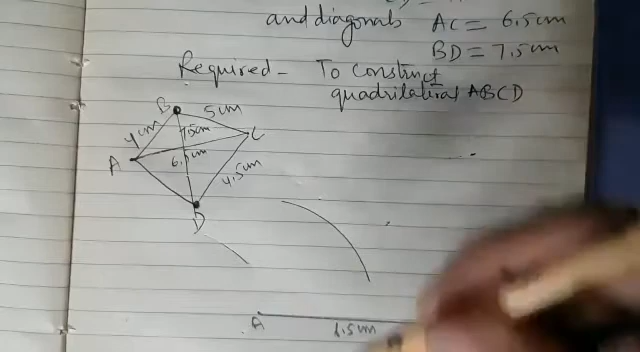 and diagonals AC = 6.5cm
BD = 7.5cm
Required - To construct
quadrilateral ABCD
B
5cm
4cm
7.5cm
C
A
6.5cm
4.5cm
D
A
6.5cm